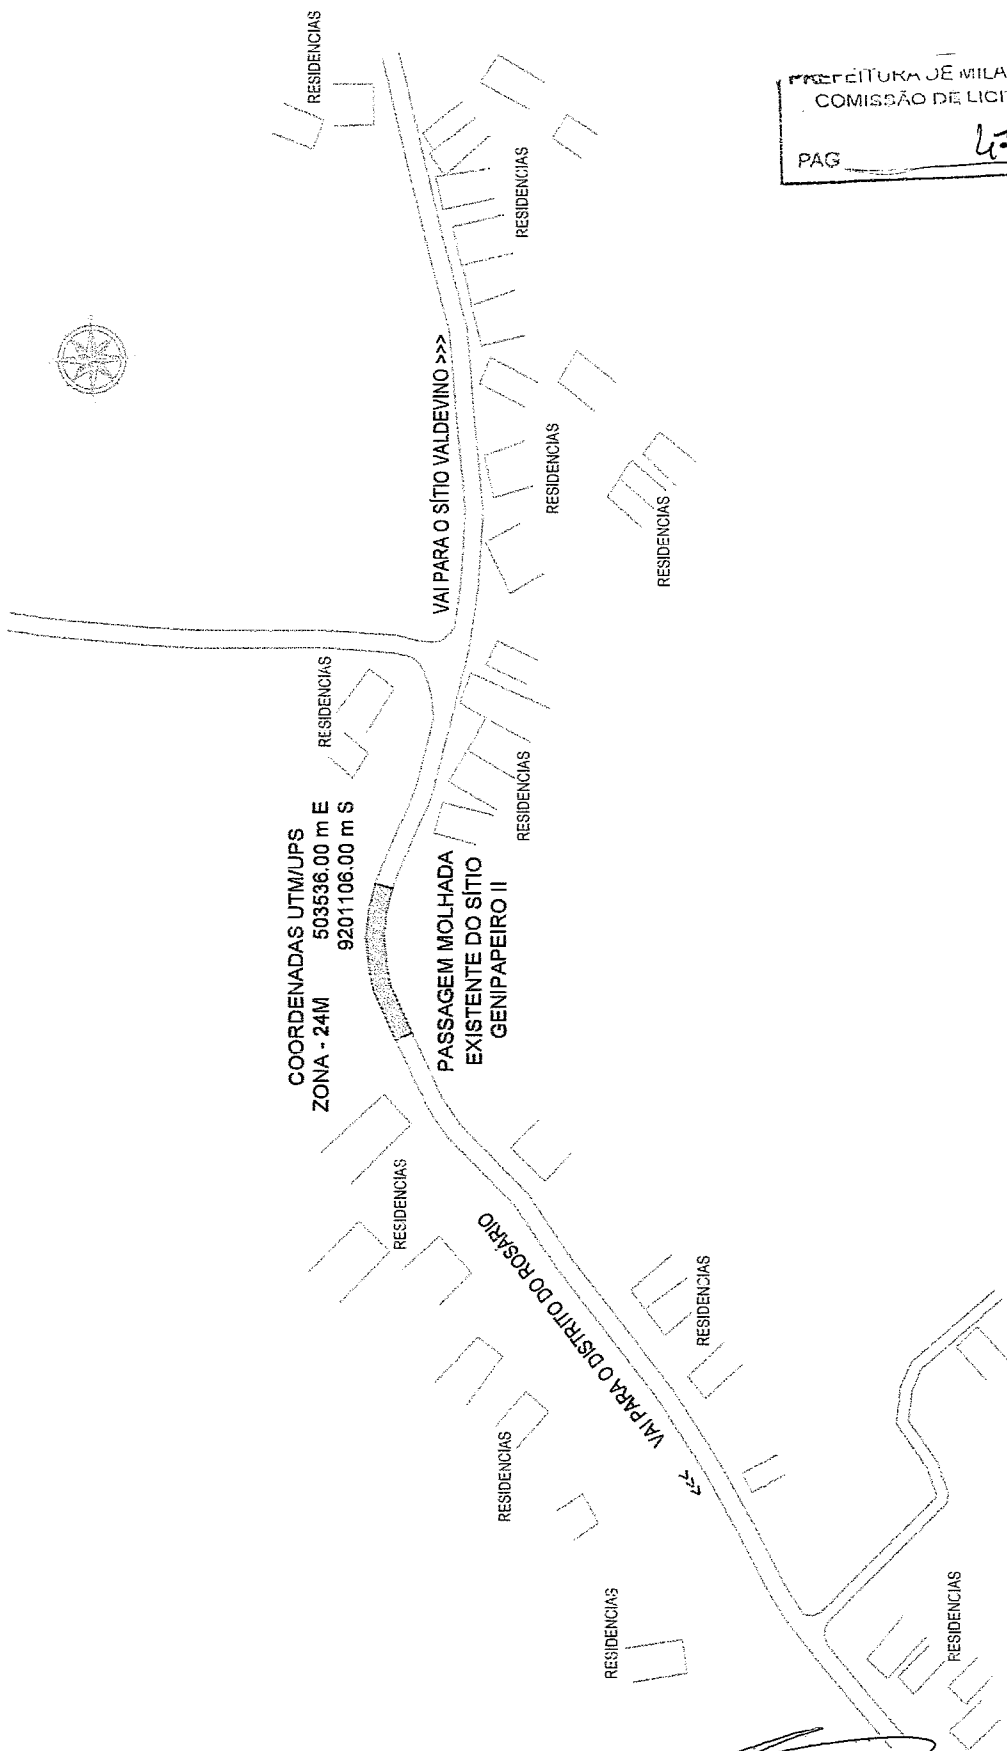 PREFEITURA DE
COMISSÃO DE
PAG
RESIDENCIAS
RESIDENCIAS
VAI PARA O SÍTIO VALDEVINO >>>
RESIDENCIAS
RESIDENCIAS
RESIDENCIAS
RESIDENCIAS
COORDENADAS UTM/UPS
ZONA - 24M 503536.00 m E
9201106.00 m S
PASSAGEM MOLHADA
EXISTENTE DO SÍTIO
GENIPAPEIRO II
RESIDENCIAS
VAI PARA O DISTRITO DO ROSÁRIO
>>>
RESIDENCIAS
RESIDENCIAS
RESIDENCIAS
RESIDENCIAS